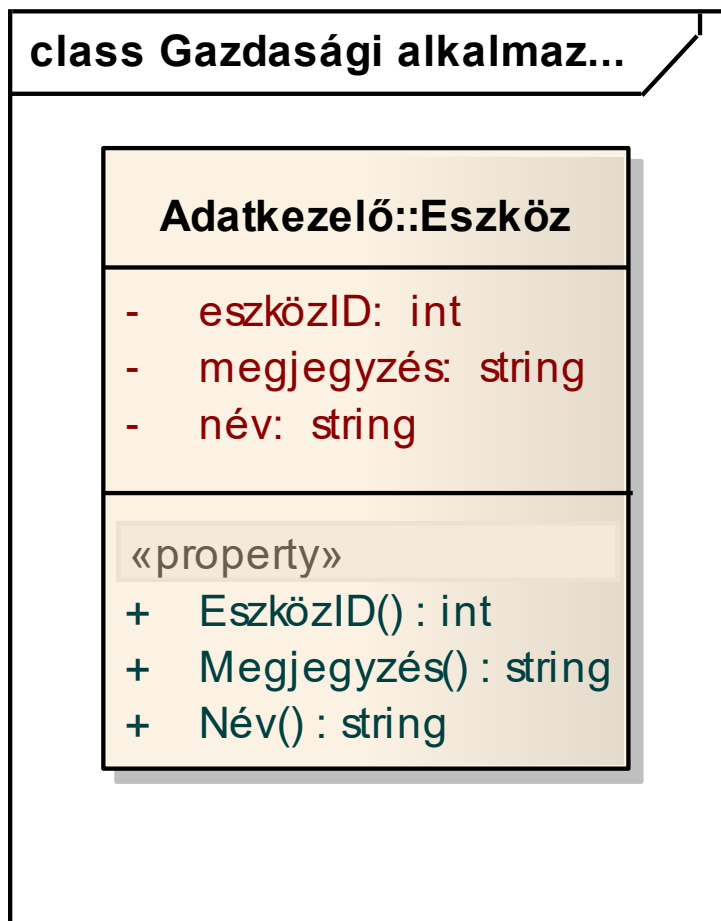 class Gazdasági alkalmaz...
Adatkezelő::Eszköz
- eszközID: int
- megjegyzés: string
- név: string
«property»
+ EszközID() : int
+ Megjegyzés() : string
+ Név() : string